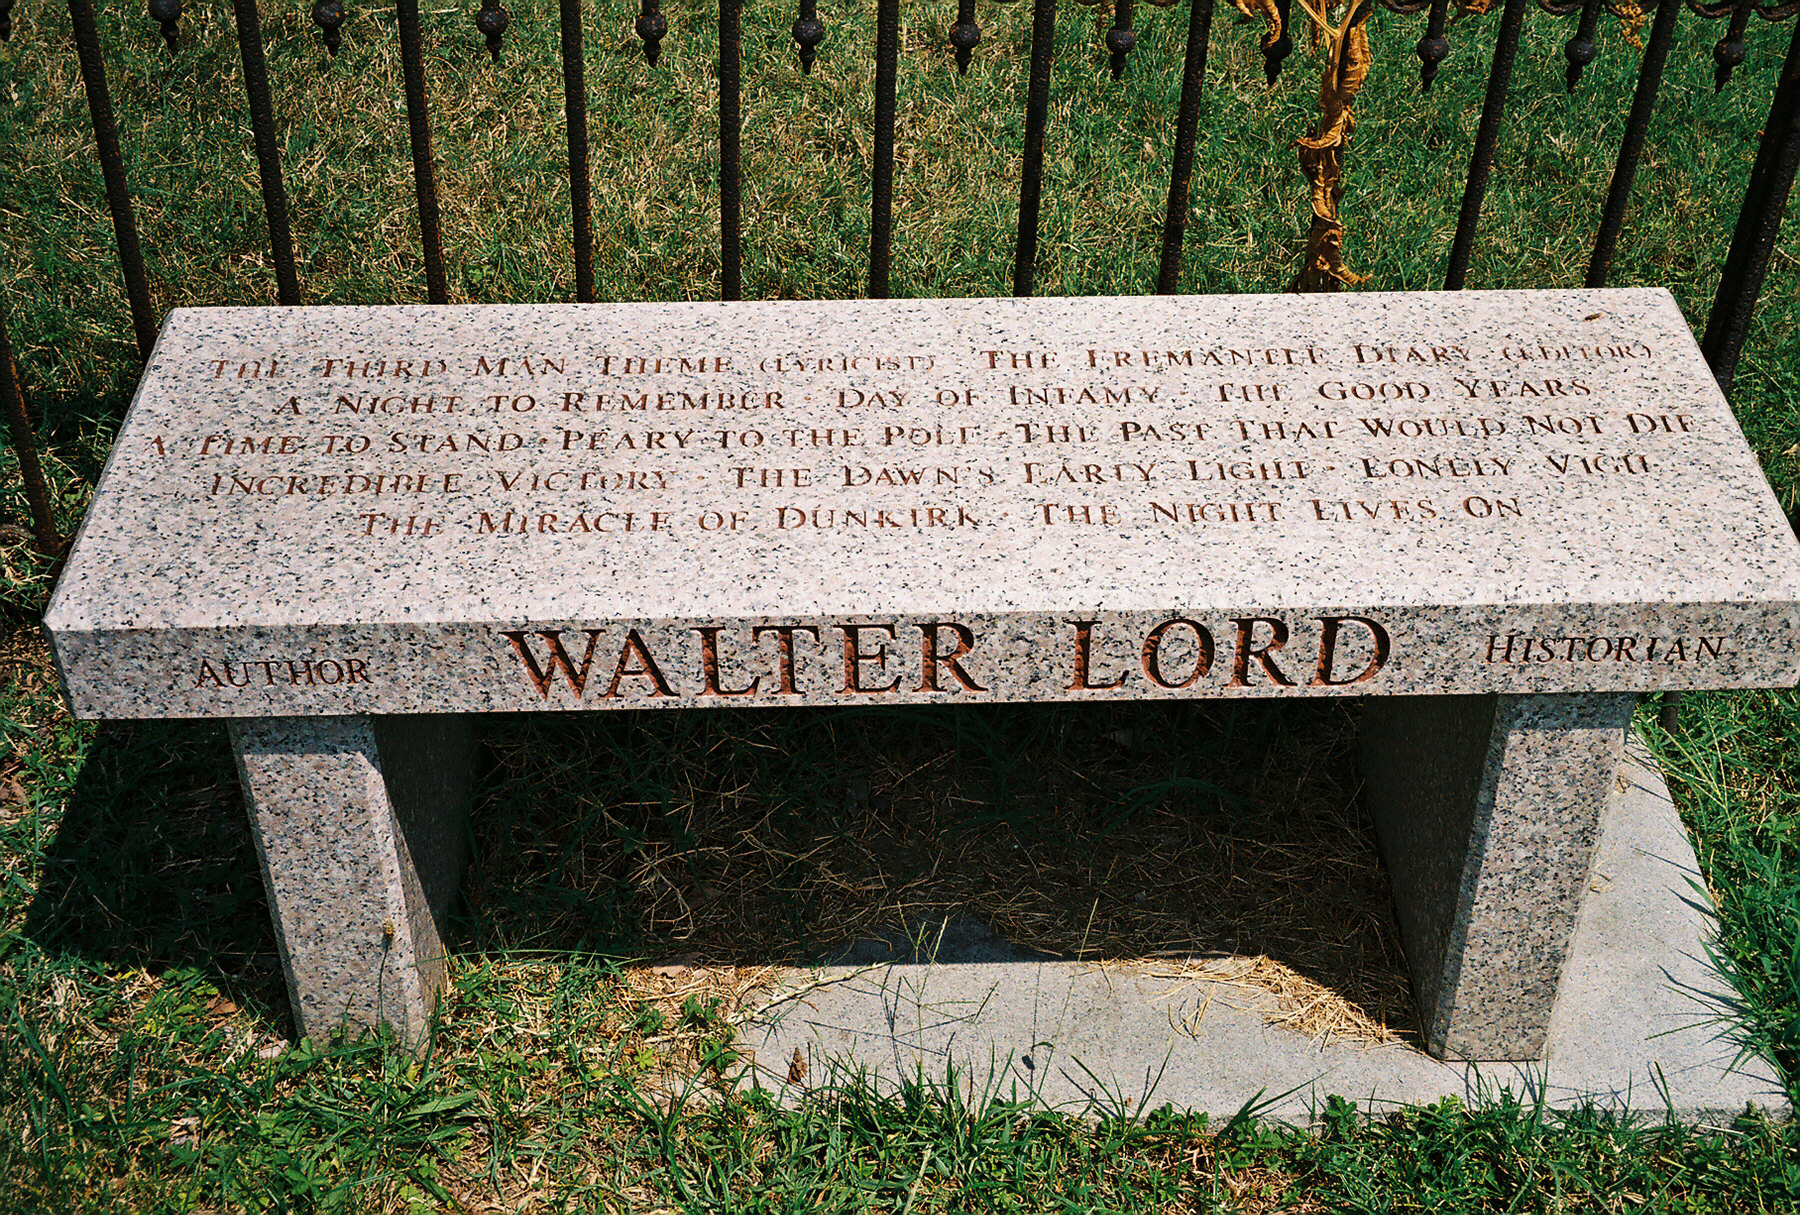 THE THIRD MAN THEME (LYRICIST) THE FREMANTLE DIARY (EDITOR)
A NIGHT TO REMEMBER · DAY OF INFAMY · THE GOOD YEARS
A TIME TO STAND · PEARY TO THE POLE · THE PAST THAT WOULD NOT DIE
INCREDIBLE VICTORY · THE DAWN'S EARLY LIGHT · LONELY VIGIL
THE MIRACLE OF DUNKIRK · THE NIGHT LIVES ON
AUTHOR WALTER LORD HISTORIAN